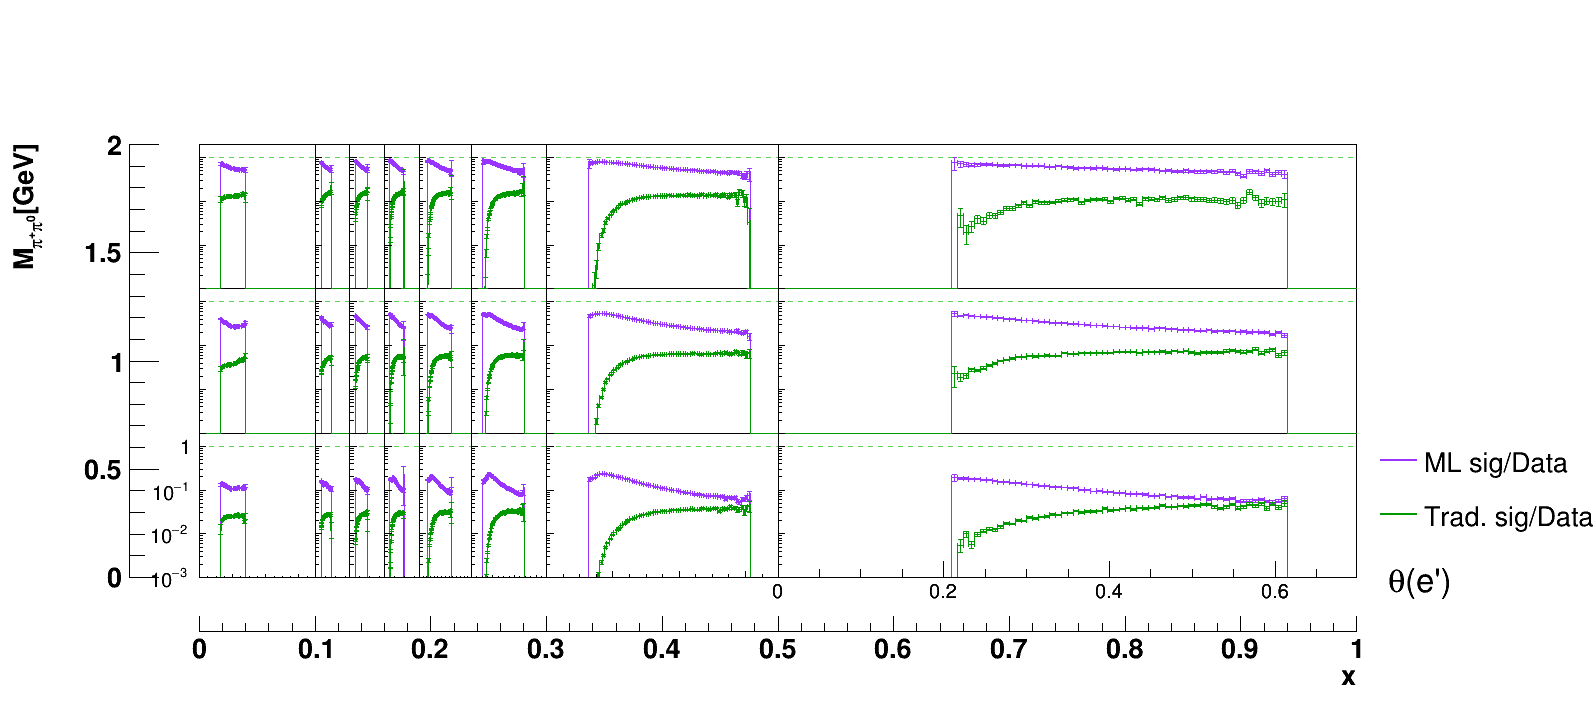 M π⁺π⁰ [GeV]
2
1.5
1
0.5
0
1
10⁻¹
10⁻²
10⁻³
0 0.2 0.4 0.6
θ(e')
0 0.1 0.2 0.3 0.4 0.5 0.6 0.7 0.8 0.9 1
x
ML sig/Data
Trad. sig/Data